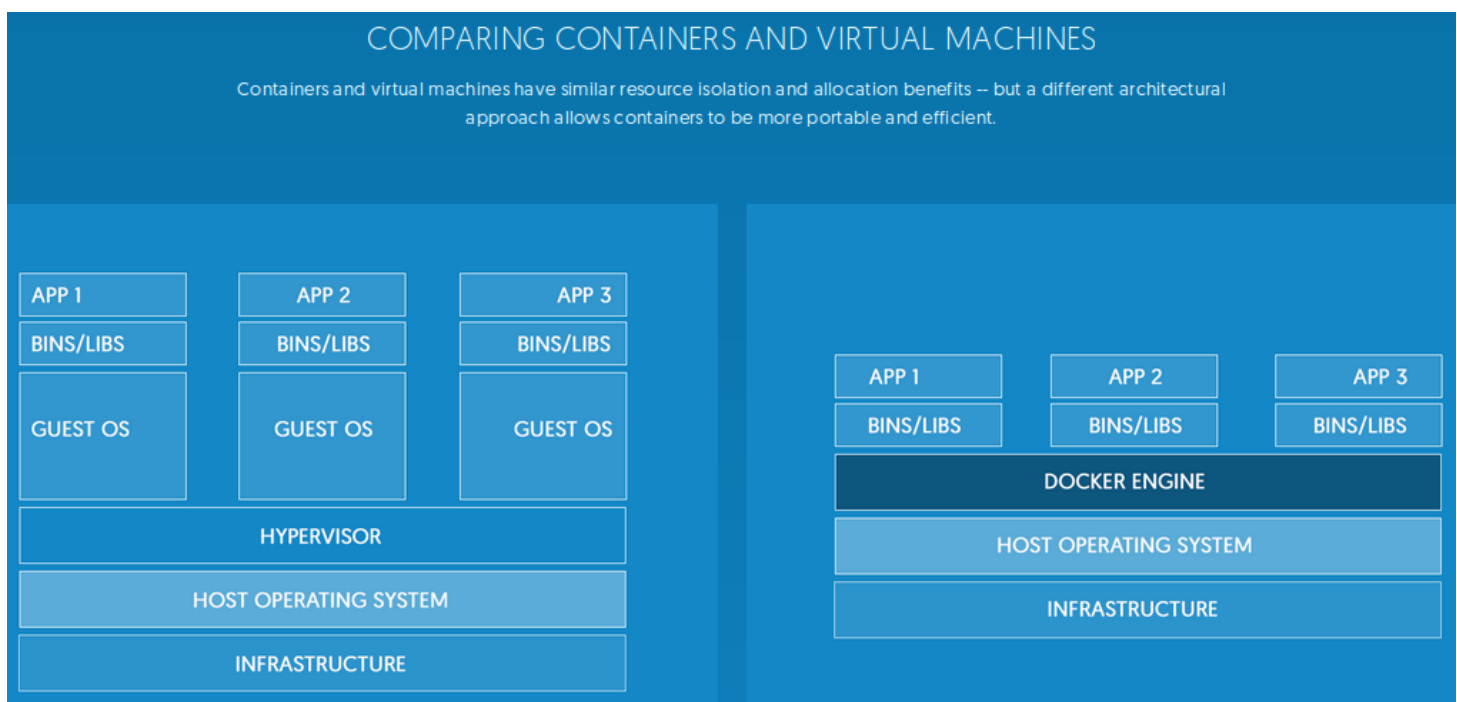 COMPARING CONTAINERS AND VIRTUAL MACHINES
Containers and virtual machines have similar resource isolation and allocation benefits -- but a different architectural
approach allows containers to be more portable and efficient.
APP 1
APP 2
APP 3
BINS/LIBS
BINS/LIBS
BINS/LIBS
GUEST OS
GUEST OS
GUEST OS
HYPERVISOR
HOST OPERATING SYSTEM
INFRASTRUCTURE
APP 1
APP 2
APP 3
BINS/LIBS
BINS/LIBS
BINS/LIBS
DOCKER ENGINE
HOST OPERATING SYSTEM
INFRASTRUCTURE